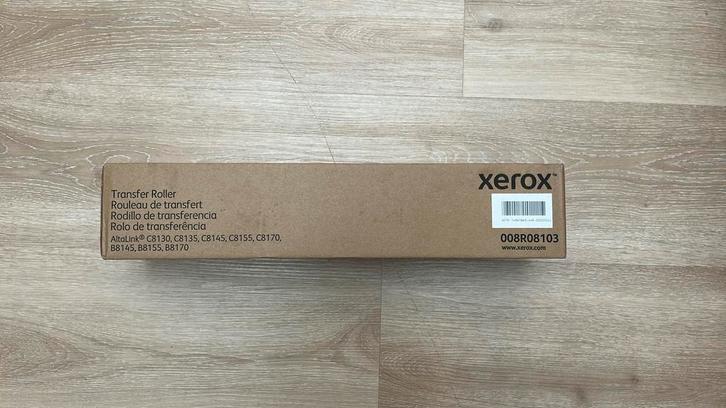 Transfer Roller
Rouleau de transfert
Rodillo de transferencia
Rolo de transferência
AltaLink® C8130, C8135, C8145, C8155, C8170,
B8145, B8155, B8170
xerox™
008R08103
www.xerox.com